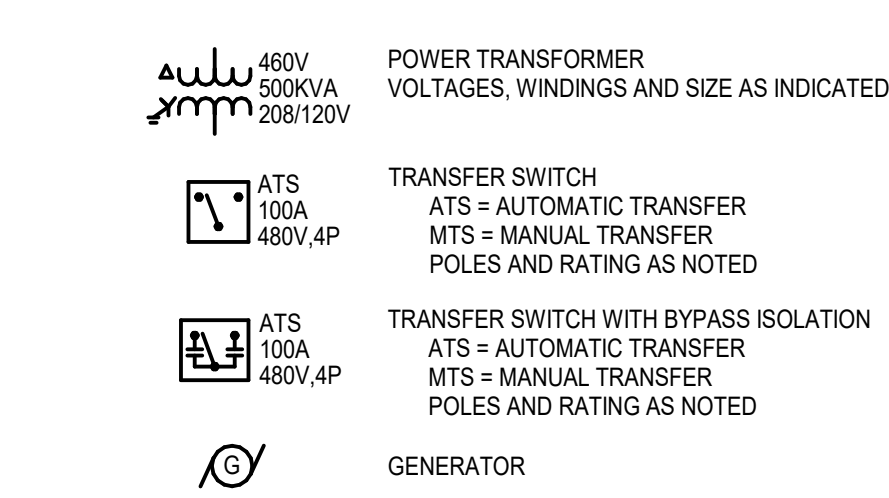 460V
500KVA
208/120V
POWER TRANSFORMER
VOLTAGES, WINDINGS AND SIZE AS INDICATED
ATS
100A
480V,4P
TRANSFER SWITCH
ATS = AUTOMATIC TRANSFER
MTS = MANUAL TRANSFER
POLES AND RATING AS NOTED
ATS
100A
480V,4P
TRANSFER SWITCH WITH BYPASS ISOLATION
ATS = AUTOMATIC TRANSFER
MTS = MANUAL TRANSFER
POLES AND RATING AS NOTED
G
GENERATOR